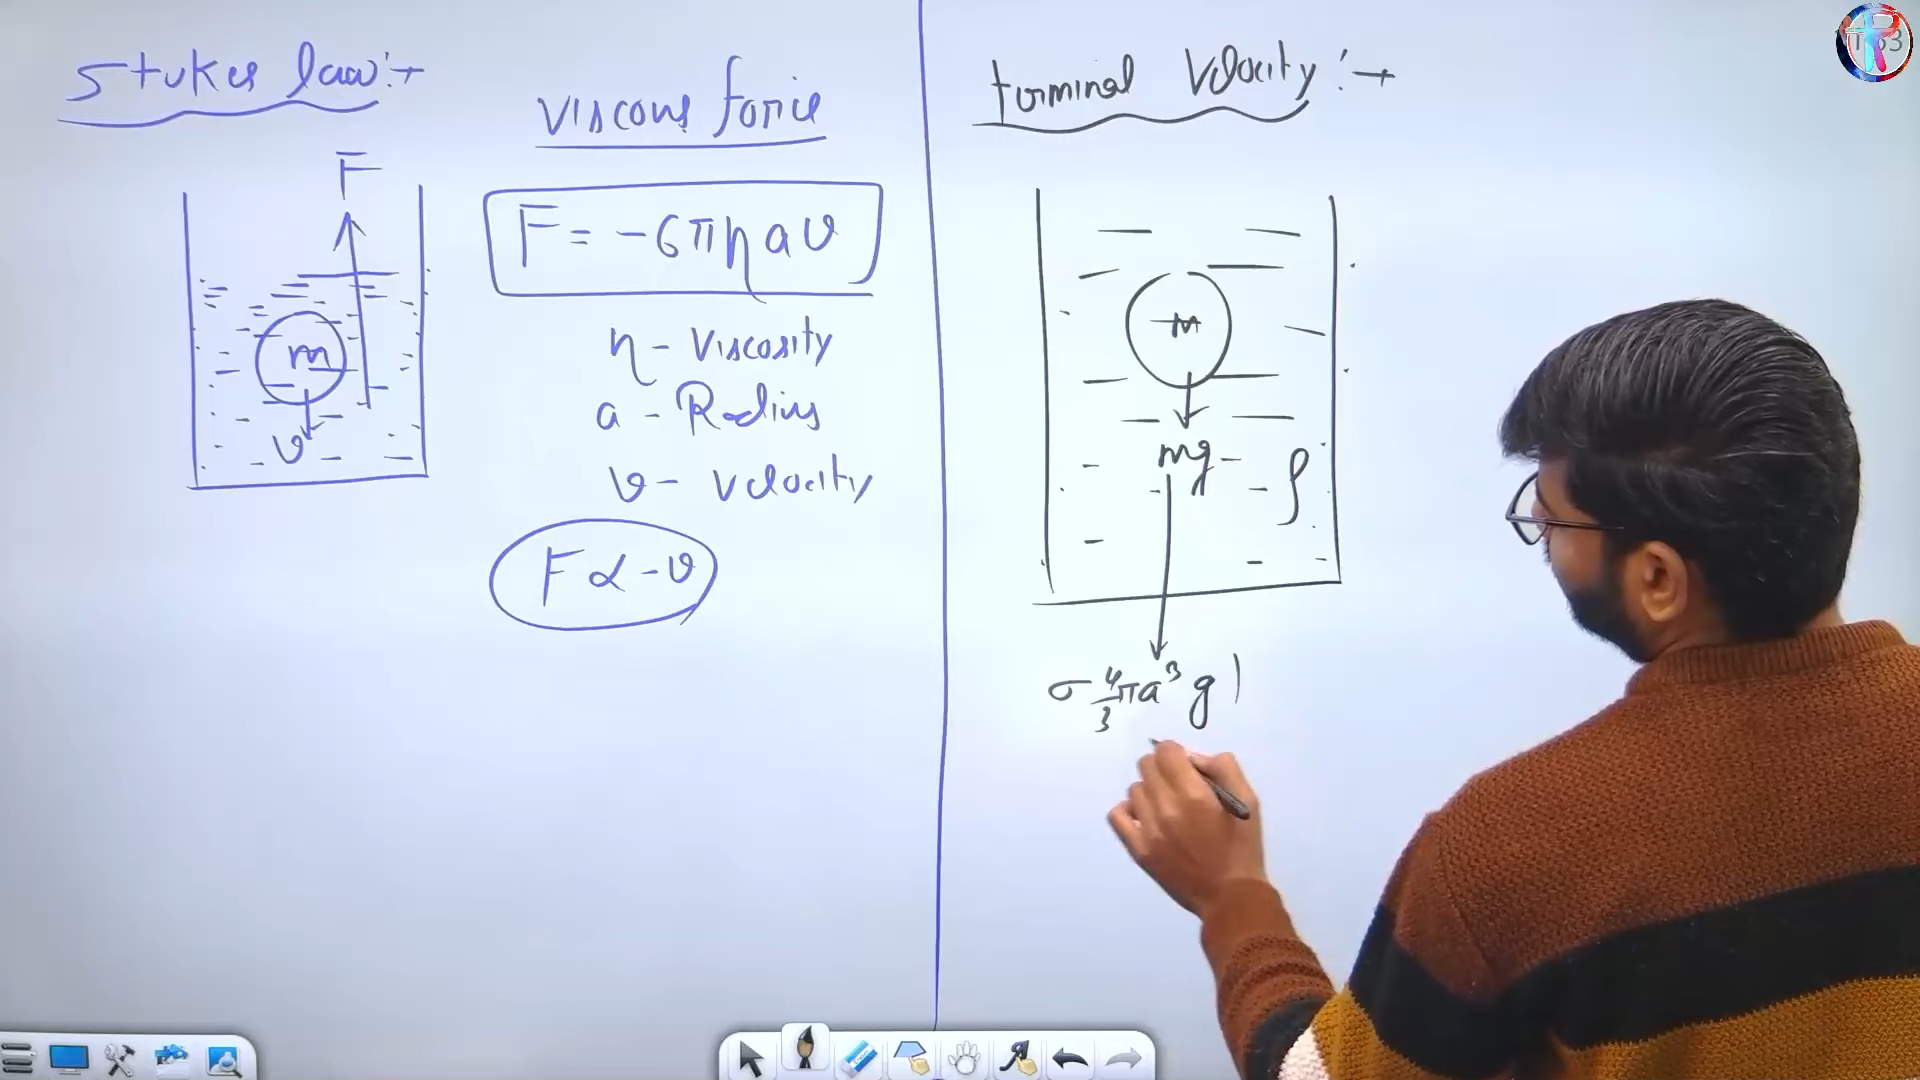 Stokes law:→
Viscous force
F
F = -6πηav
m
v
η - Viscosity
a - Radius
v - Velocity
F ∝ -v
terminal Velocity:→
m
mg
ρ
σ 4/3 πa³ g